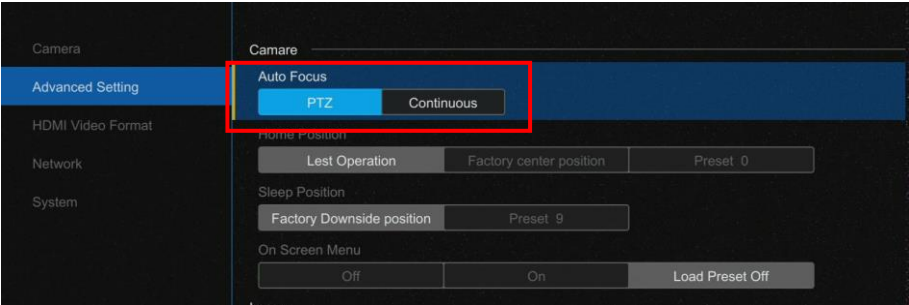 Camera
Advanced Setting
HDMI Video Format
Network
System
Camare
Auto Focus
PTZ Continuous
Home Position
Lest Operation Factory center position Preset 0
Sleep Position
Factory Downside position Preset 9
On Screen Menu
Off On Load Preset Off